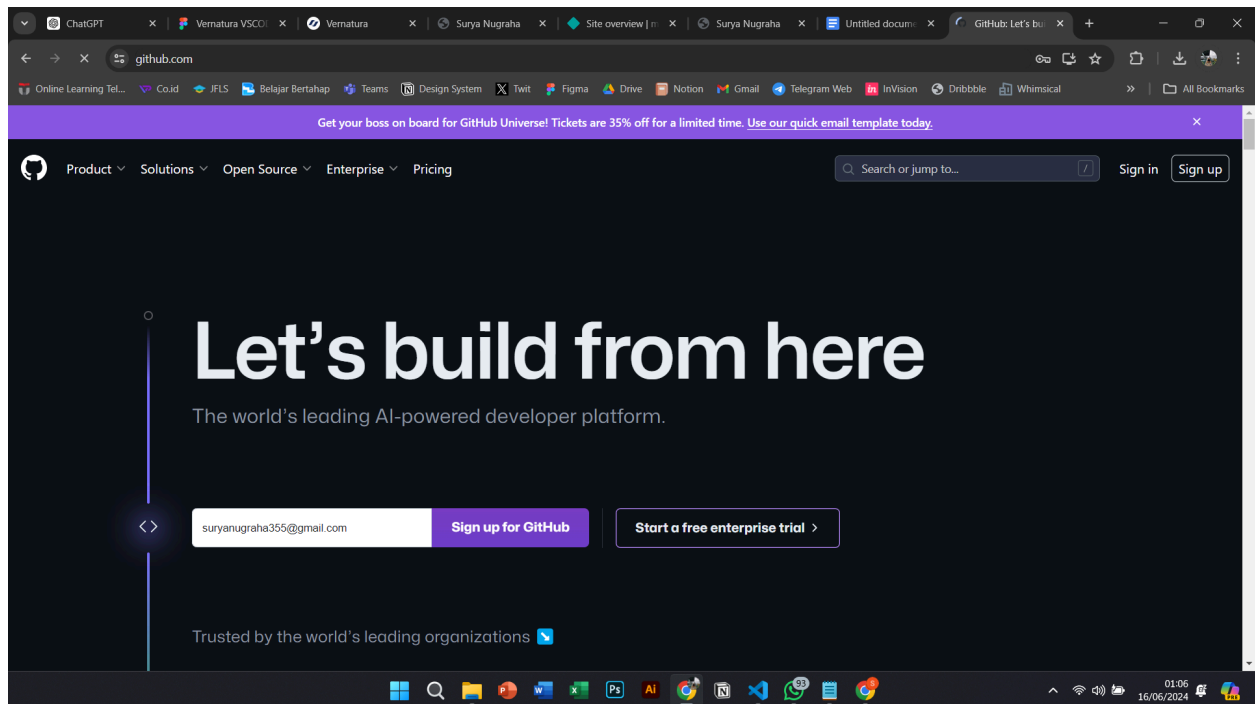 ChatGPT
Vernatura VSCO
Vernatura
Surya Nugraha
Site overview | m
Surya Nugraha
Untitled docum
GitHub: Let's bui
github.com
Online Learning Tel...
Co.id
JFLS
Belajar Bertahap
Teams
Design System
Twit
Figma
Drive
Notion
Gmail
Telegram Web
InVision
Dribbble
Whimsical
»
All Bookmarks
Get your boss on board for GitHub Universe! Tickets are 35% off for a limited time. Use our quick email template today.
Product
Solutions
Open Source
Enterprise
Pricing
Search or jump to...
/
Sign in
Sign up
Let's build from here
The world's leading AI-powered developer platform.
suryanugraha355@gmail.com
Sign up for GitHub
Start a free enterprise trial
Trusted by the world's leading organizations
Ps
Ai
93
01:06
16/06/2024